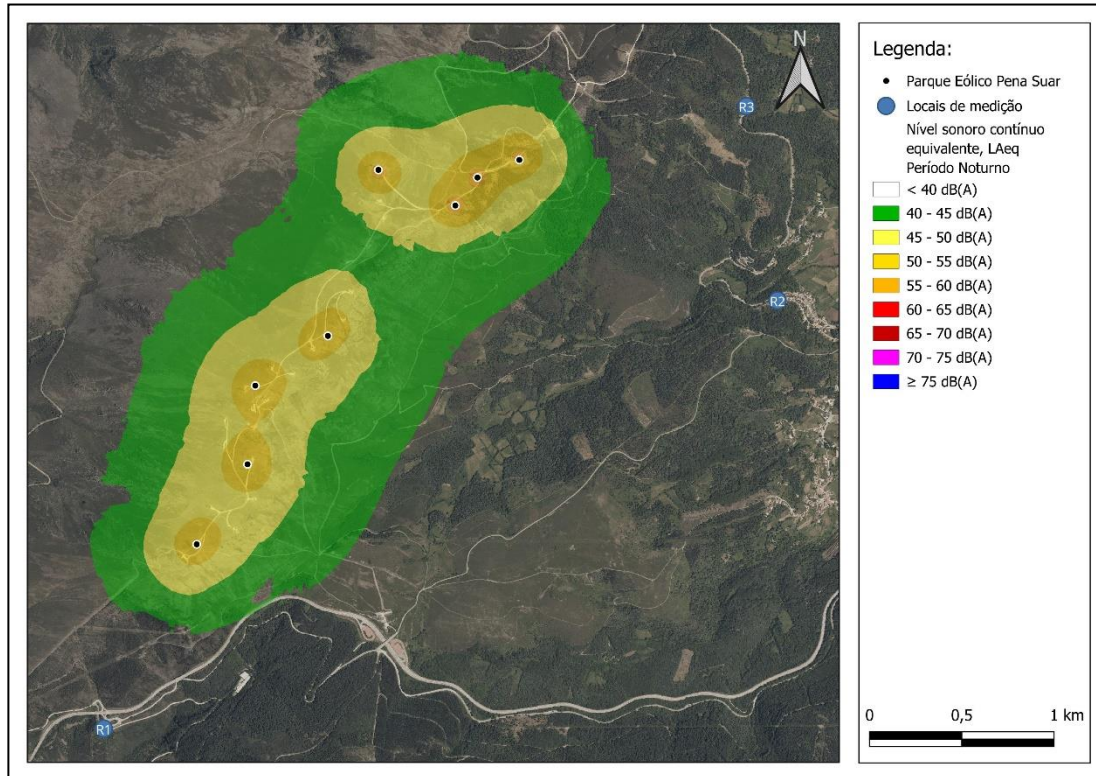 N
R3
R2
R1
Legenda:
Parque Eólico Pena Suar
Locais de medição
Nível sonoro contínuo
equivalente, LAeq
Período Noturno
< 40 dB(A)
40 - 45 dB(A)
45 - 50 dB(A)
50 - 55 dB(A)
55 - 60 dB(A)
60 - 65 dB(A)
65 - 70 dB(A)
70 - 75 dB(A)
≥ 75 dB(A)
0 0,5 1 km